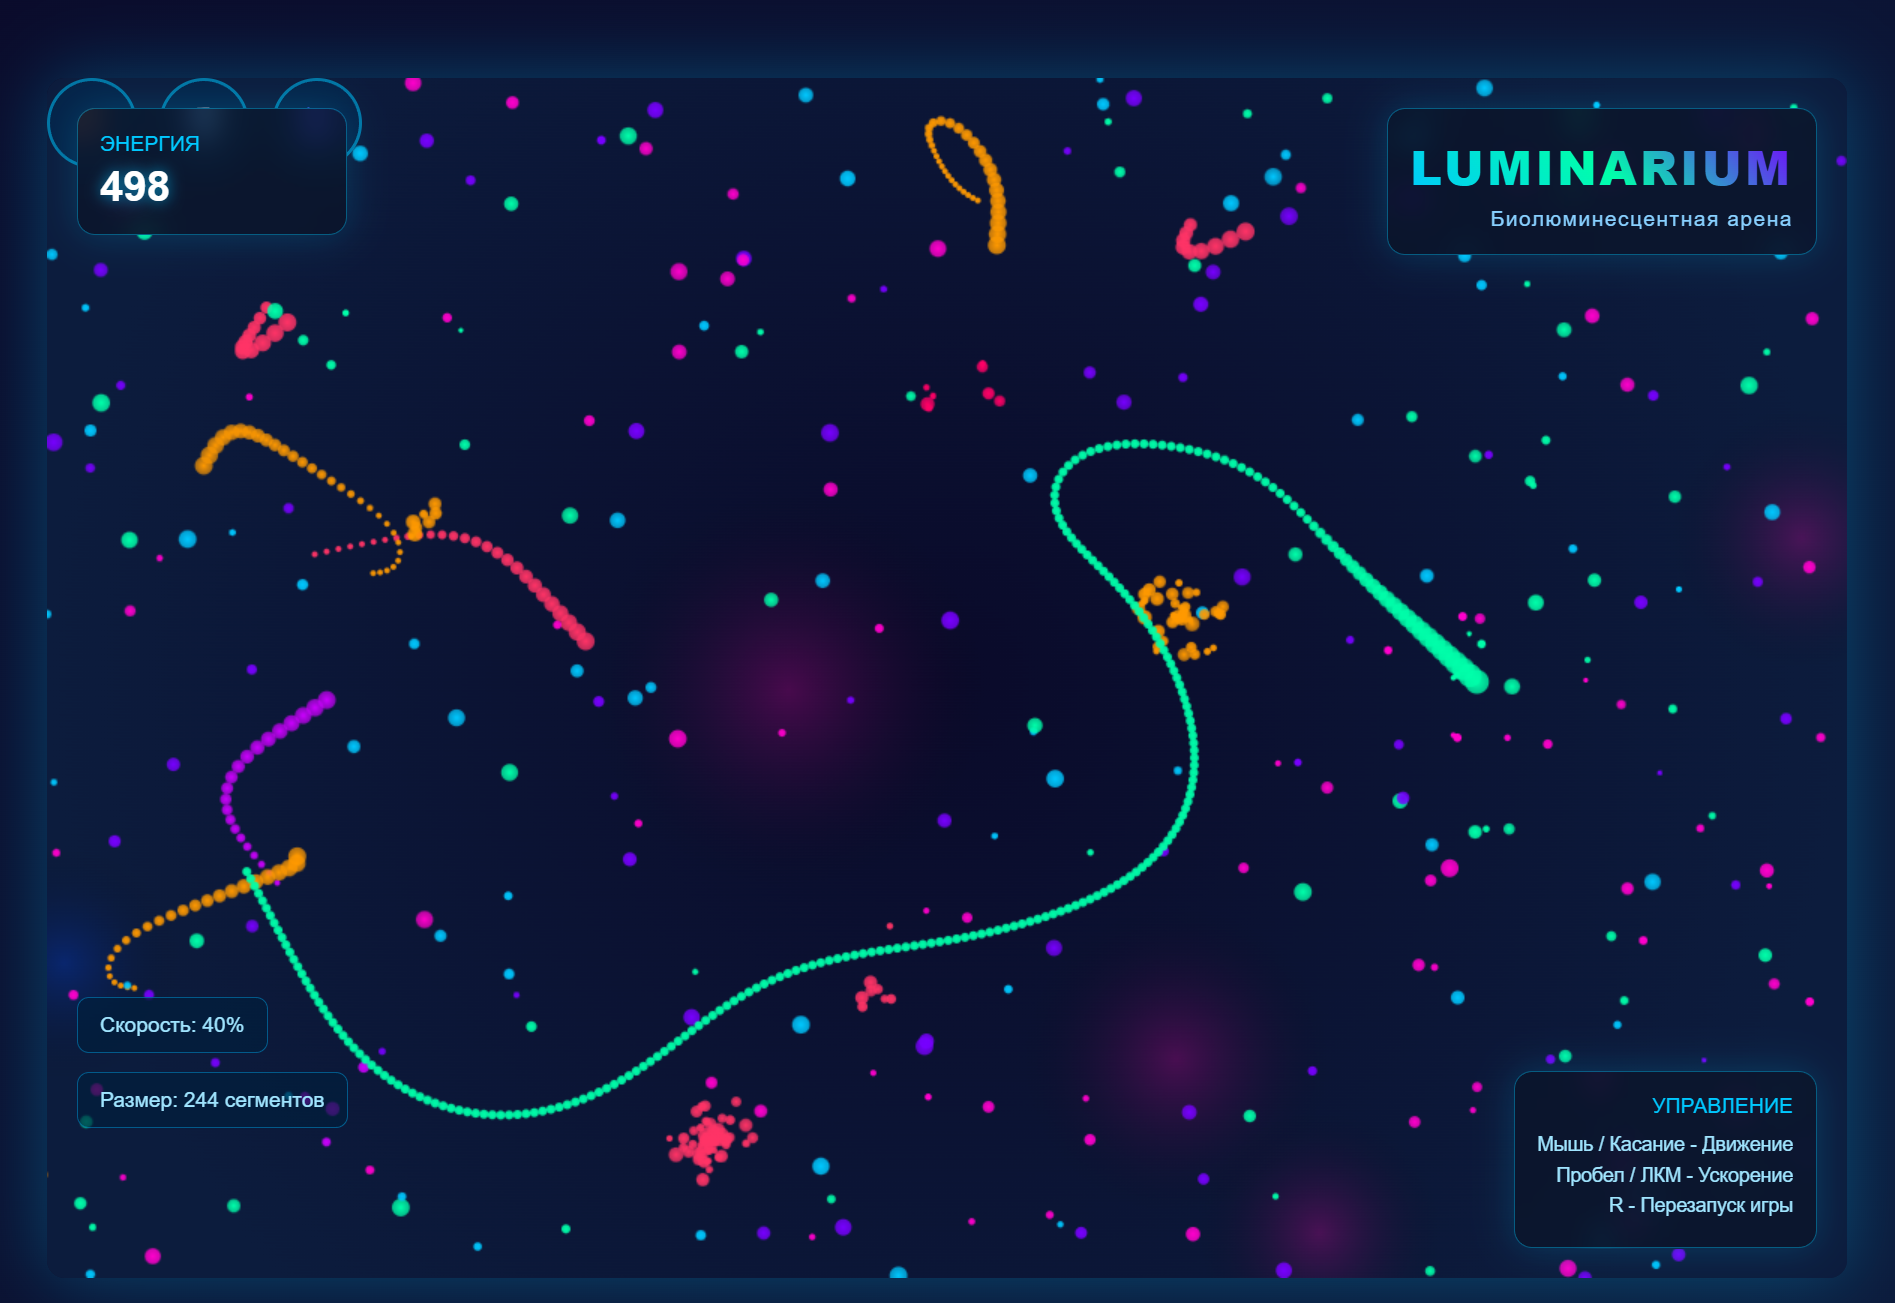 ЭНЕРГИЯ
498
LUMINARIUM
Биолюминесцентная арена
Скорость: 40%
Размер: 244 сегментов
УПРАВЛЕНИЕ
Мышь / Касание - Движение
Пробел / ЛКМ - Ускорение
R - Перезапуск игры